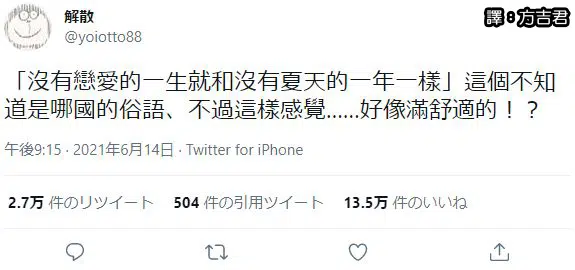 解散
譯:方吉君
@yoiotto88
「沒有戀愛的一生就和沒有夏天的一年一樣」這個不知
道是哪國的俗語、不過這樣感覺……好像滿舒適的！？
午後9:15 · 2021年6月14日 · Twitter for iPhone
2.7万 件のリツイート 504 件の引用ツイート 13.5万 件のいいね